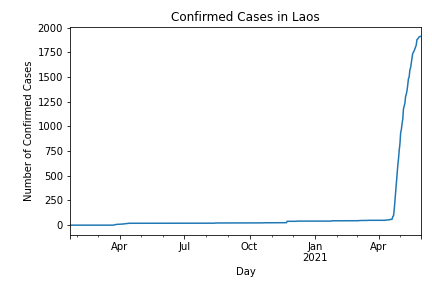 Confirmed Cases in Laos
2000
1750
1500
1250
1000
750
500
250
0
Number of Confirmed Cases
Apr Jul Oct Jan Apr
2021
Day